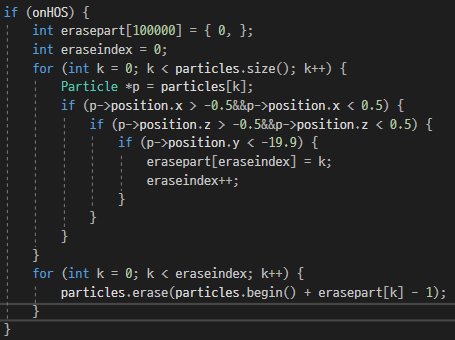 if (onHOS) {
    int erasepart[100000] = { 0, };
    int eraseindex = 0;
    for (int k = 0; k < particles.size(); k++) {
        Particle *p = particles[k];
        if (p->position.x > -0.5&&p->position.x < 0.5) {
            if (p->position.z > -0.5&&p->position.z < 0.5) {
                if (p->position.y < -19.9) {
                    erasepart[eraseindex] = k;
                    eraseindex++;
                }
            }
        }
    }
    for (int k = 0; k < eraseindex; k++) {
        particles.erase(particles.begin() + erasepart[k] - 1);
    }
}